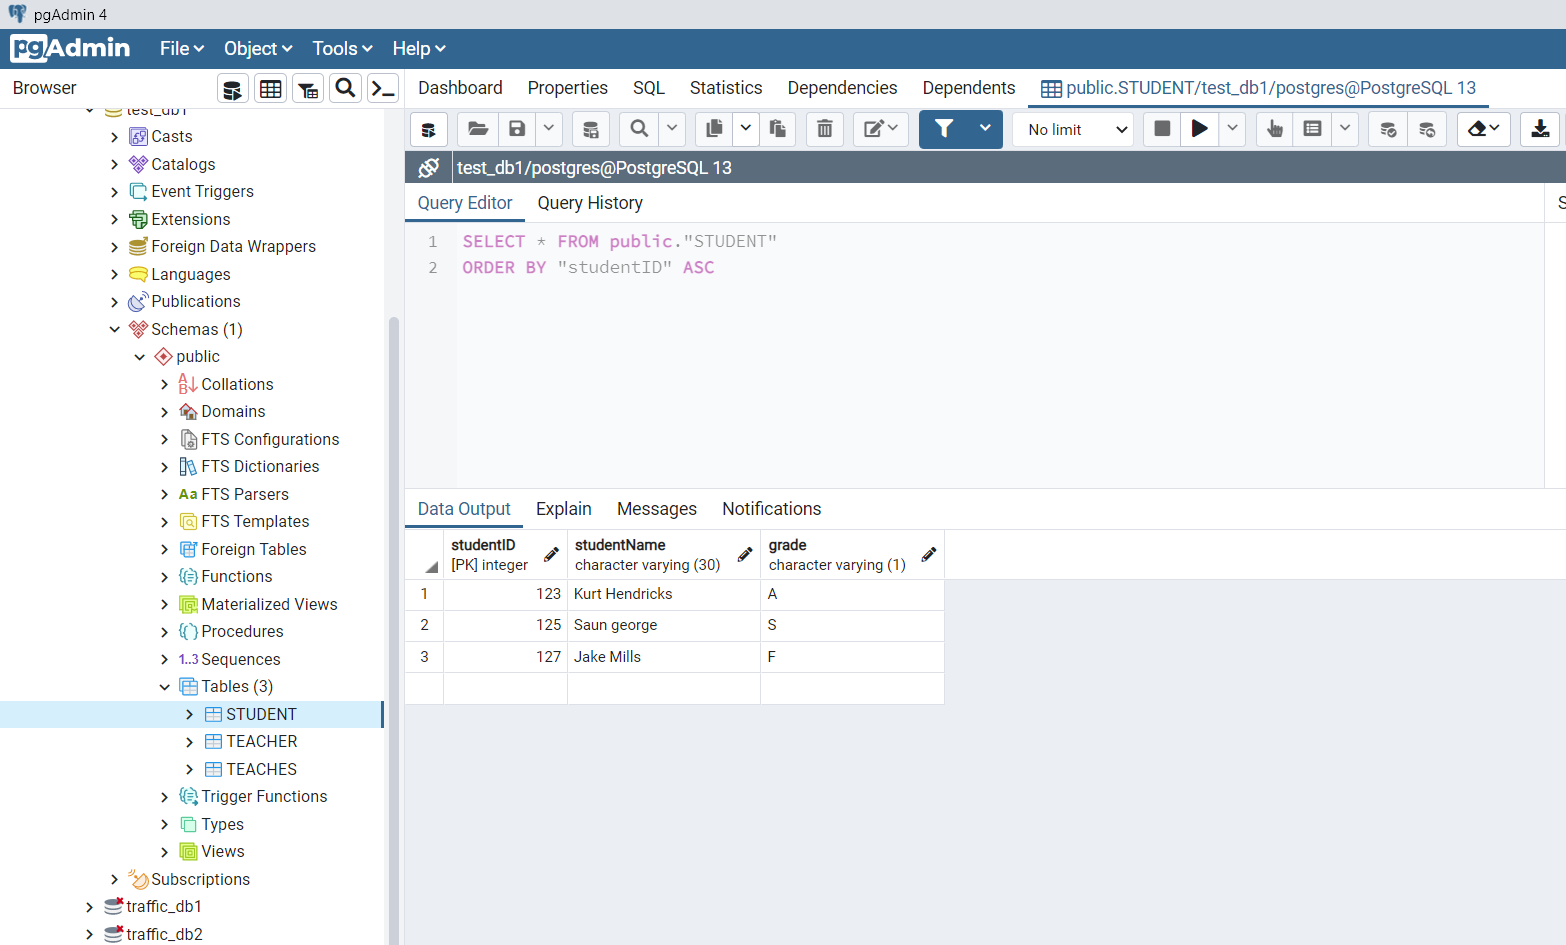 pgAdmin 4
pgAdmin File Object Tools Help
Browser
Dashboard Properties SQL Statistics Dependencies Dependents public.STUDENT/test_db1/postgres@PostgreSQL 13
No limit
test_db1/postgres@PostgreSQL 13
Query Editor Query History
1 SELECT * FROM public."STUDENT"
2 ORDER BY "studentID" ASC
Data Output Explain Messages Notifications
studentID studentName grade
[PK] integer character varying (30) character varying (1)
1 123 Kurt Hendricks A
2 125 Saun george S
3 127 Jake Mills F
test_db1
Casts
Catalogs
Event Triggers
Extensions
Foreign Data Wrappers
Languages
Publications
Schemas (1)
public
Collations
Domains
FTS Configurations
FTS Dictionaries
Aa FTS Parsers
FTS Templates
Foreign Tables
Functions
Materialized Views
Procedures
1..3 Sequences
Tables (3)
STUDENT
TEACHER
TEACHES
Trigger Functions
Types
Views
Subscriptions
traffic_db1
traffic_db2